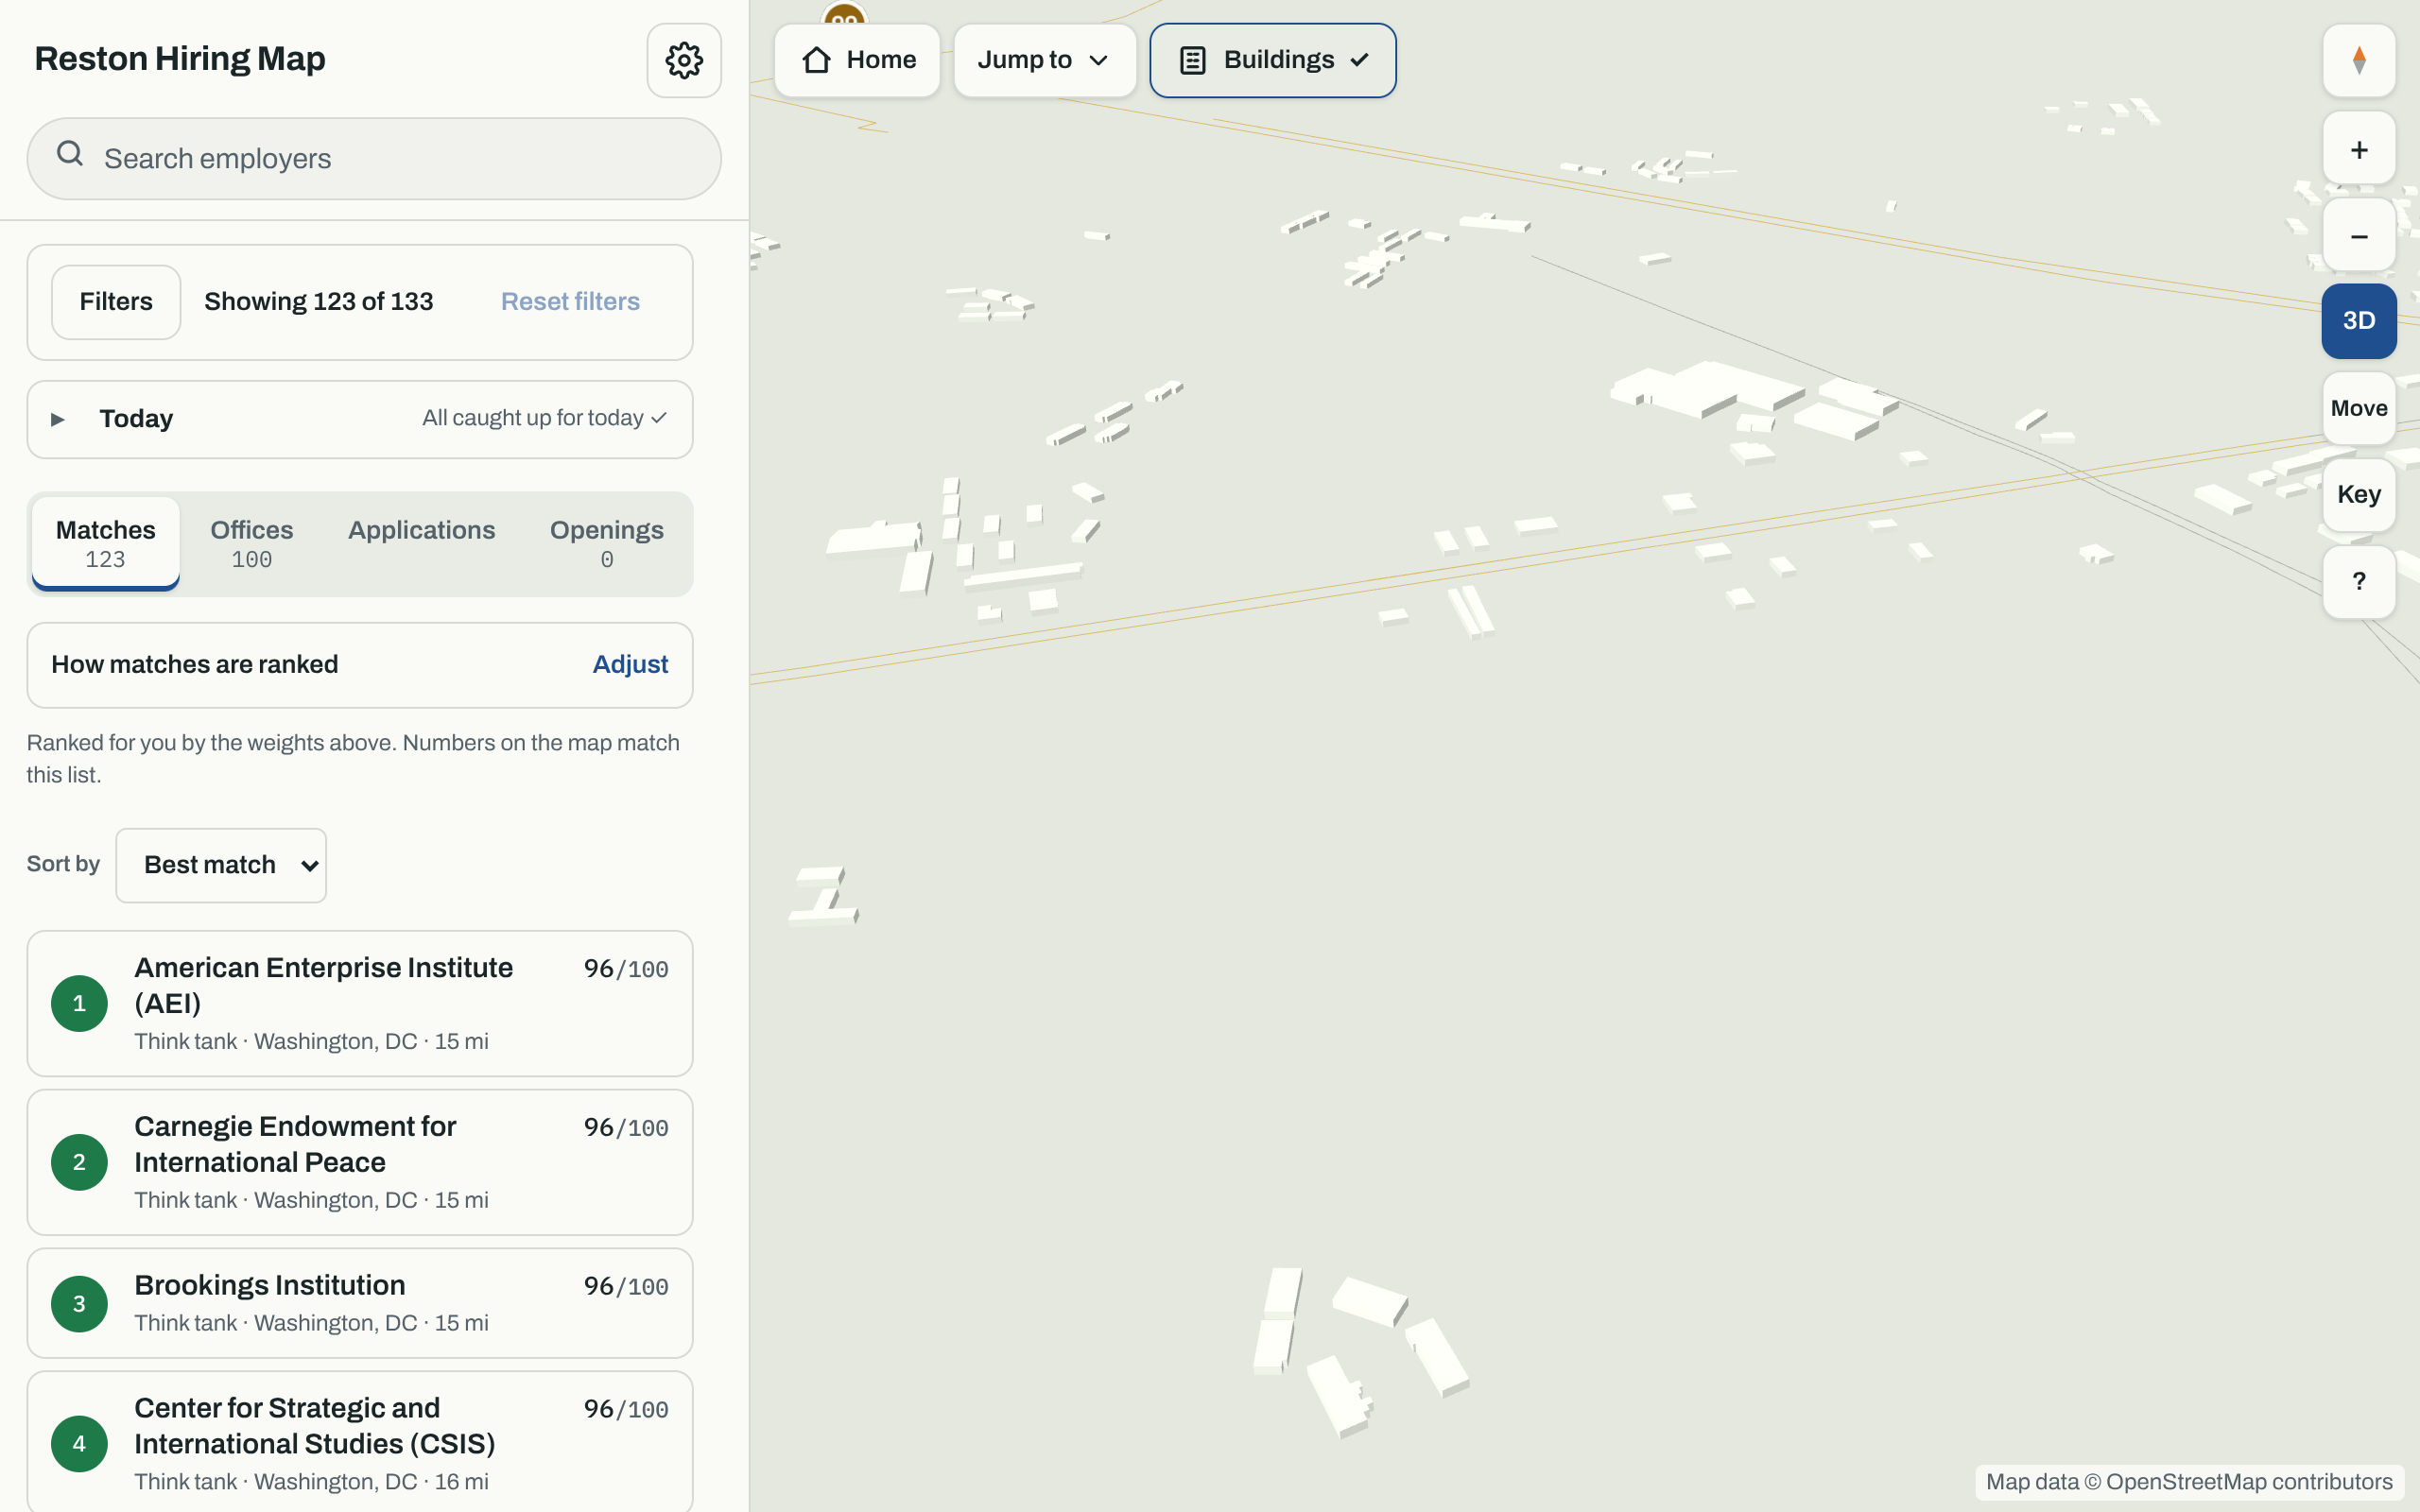 Reston Hiring Map
Search employers
Filters
Showing 123 of 133
Reset filters
Today
All caught up for today ✓
Matches
123
Offices
100
Applications
Openings
0
How matches are ranked
Adjust
Ranked for you by the weights above. Numbers on the map match
this list.
Sort by
Best match
1
American Enterprise Institute
(AEI)
96/100
Think tank · Washington, DC · 15 mi
2
Carnegie Endowment for
International Peace
96/100
Think tank · Washington, DC · 15 mi
3
Brookings Institution
96/100
Think tank · Washington, DC · 15 mi
4
Center for Strategic and
International Studies (CSIS)
96/100
Think tank · Washington, DC · 16 mi
Home
Jump to
Buildings
+
−
3D
Move
Key
?
Map data © OpenStreetMap contributors